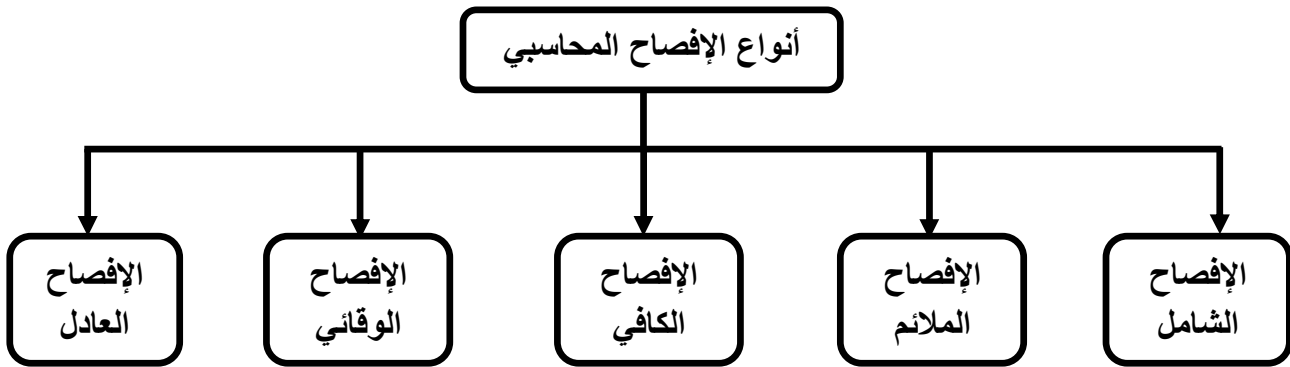 أنواع الإفصاح المحاسبي
الإفصاح
الشامل
الإفصاح
الملائم
الإفصاح
الكافي
الإفصاح
الوقائي
الإفصاح
العادل